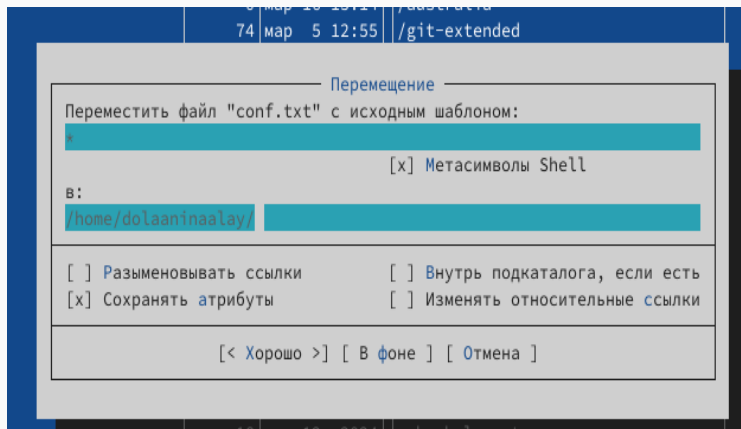 74 мар 5 12:55 /git-extended
Перемещение
Переместить файл "conf.txt" с исходным шаблоном:
*
[x] Метасимволы Shell
в:
/home/dolaaninaalay/
[ ] Разыменовывать ссылки [ ] Внутрь подкаталога, если есть
[x] Сохранять атрибуты [ ] Изменять относительные ссылки
[< Хорошо >] [ В фоне ] [ Отмена ]